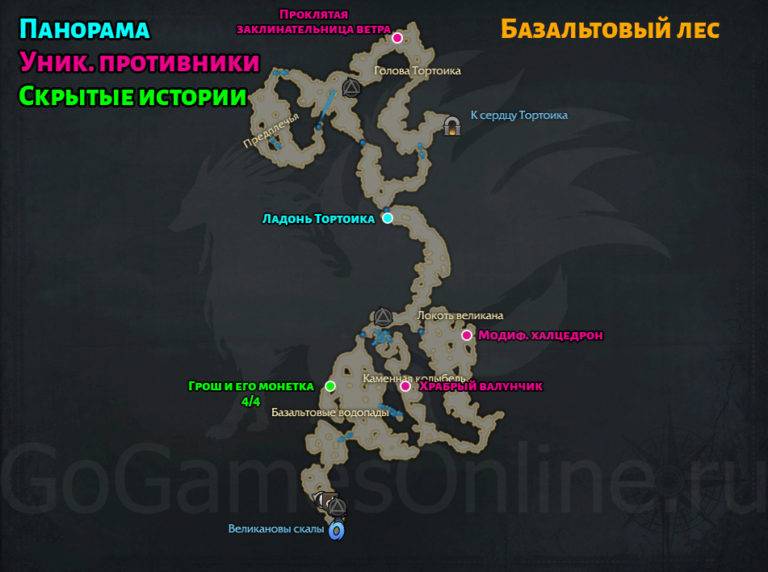 Панорама
Уник. противники
Скрытые истории
Базальтовый лес
Проклятая
заклинательница ветра
Голова Тортоика
К сердцу Тортоика
Предплечья
Ладонь Тортоика
Локоть великана
Модиф. халцедрон
Каменная колыбель
Храбрый валунчик
Грош и его монетка
4/4
Базальтовые водопады
GoGamesOnline.ru
Великановы скалы